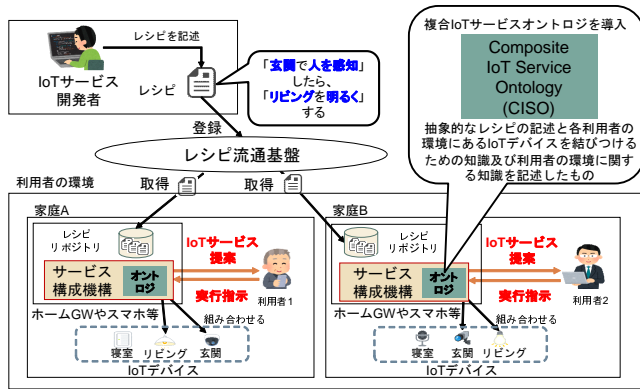 レシピを記述
IoTサービス
開発者
レシピ
「玄関で人を感知」
したら、
「リビングを明るく」
する
複合IoTサービスオントロジを導入
Composite
IoT Service
Ontology
(CISO)
抽象的なレシピの記述と各利用者の
環境にあるIoTデバイスを結びつける
ための知識及び利用者の環境に関す
る知識を記述したもの
登録
レシピ流通基盤
利用者の環境
取得
取得
家庭A
レシピ
リポジトリ
IoTサービス
提案
サービス
構成機構
オント
ロジ
実行指示
利用者1
ホームGWやスマホ等
組み合わせる
寝室
リビング
玄関
IoTデバイス
家庭B
レシピ
リポジトリ
IoTサービス
提案
サービス
構成機構
オント
ロジ
実行指示
利用者2
ホームGWやスマホ等
組み合わせる
寝室
玄関
リビング
IoTデバイス